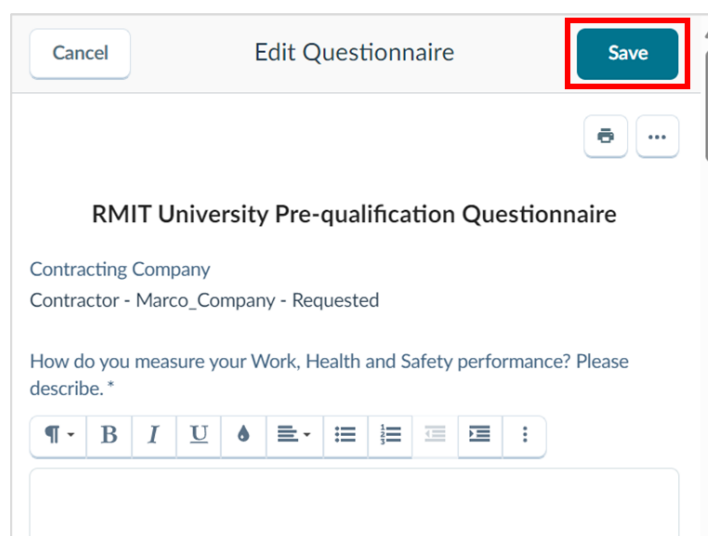 Cancel
Edit Questionnaire
Save
RMIT University Pre-qualification Questionnaire
Contracting Company
Contractor - Marco_Company - Requested
How do you measure your Work, Health and Safety performance? Please
describe. *
¶ B I U